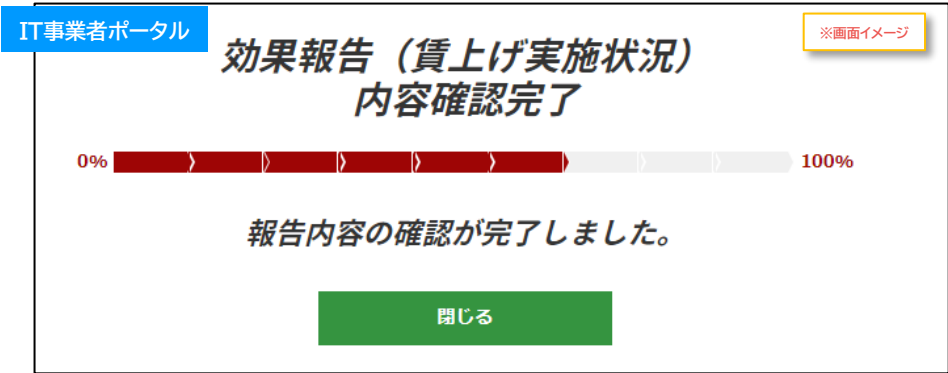 IT事業者ポータル
※画面イメージ
効果報告（賃上げ実施状況）
内容確認完了
0%
100%
報告内容の確認が完了しました。
閉じる